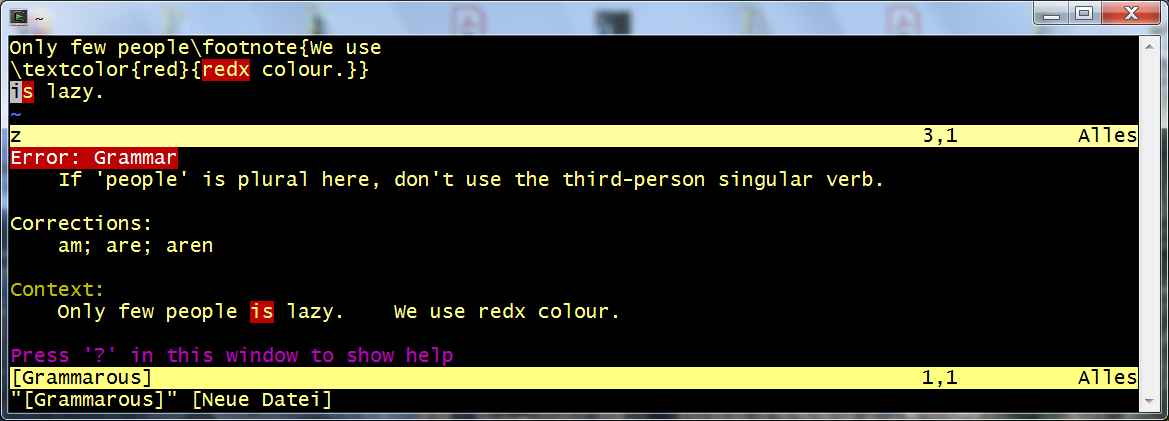 ~
Only few people\footnote{We use
\textcolor{red}{redx colour.}}
is lazy.
~
z 3,1 Alles
Error: Grammar
If 'people' is plural here, don't use the third-person singular verb.
Corrections:
am; are; aren
Context:
Only few people is lazy. We use redx colour.
Press '?' in this window to show help
[Grammarous] 1,1 Alles
"[Grammarous]" [Neue Datei]